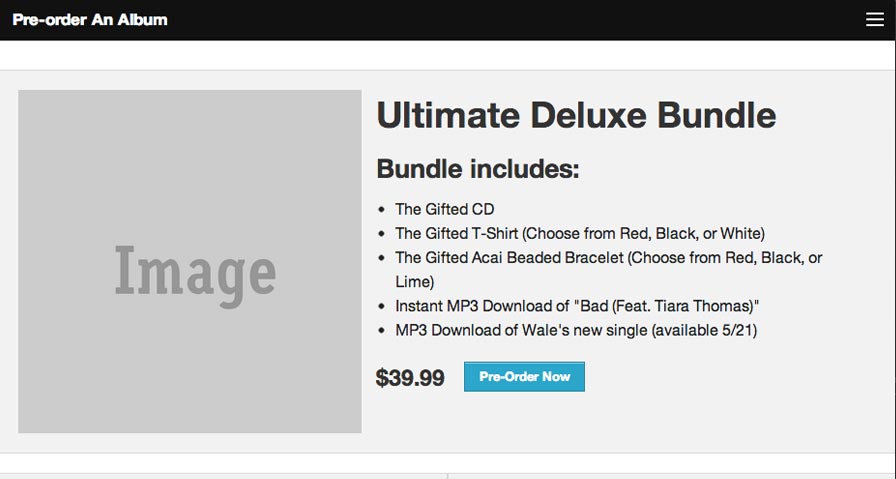 Pre-order An Album
Ultimate Deluxe Bundle
Bundle includes:
• The Gifted CD
• The Gifted T-Shirt (Choose from Red, Black, or White)
• The Gifted Acai Beaded Bracelet (Choose from Red, Black, or
Lime)
• Instant MP3 Download of "Bad (Feat. Tiara Thomas)"
• MP3 Download of Wale's new single (available 5/21)
Image
$39.99 Pre-Order Now